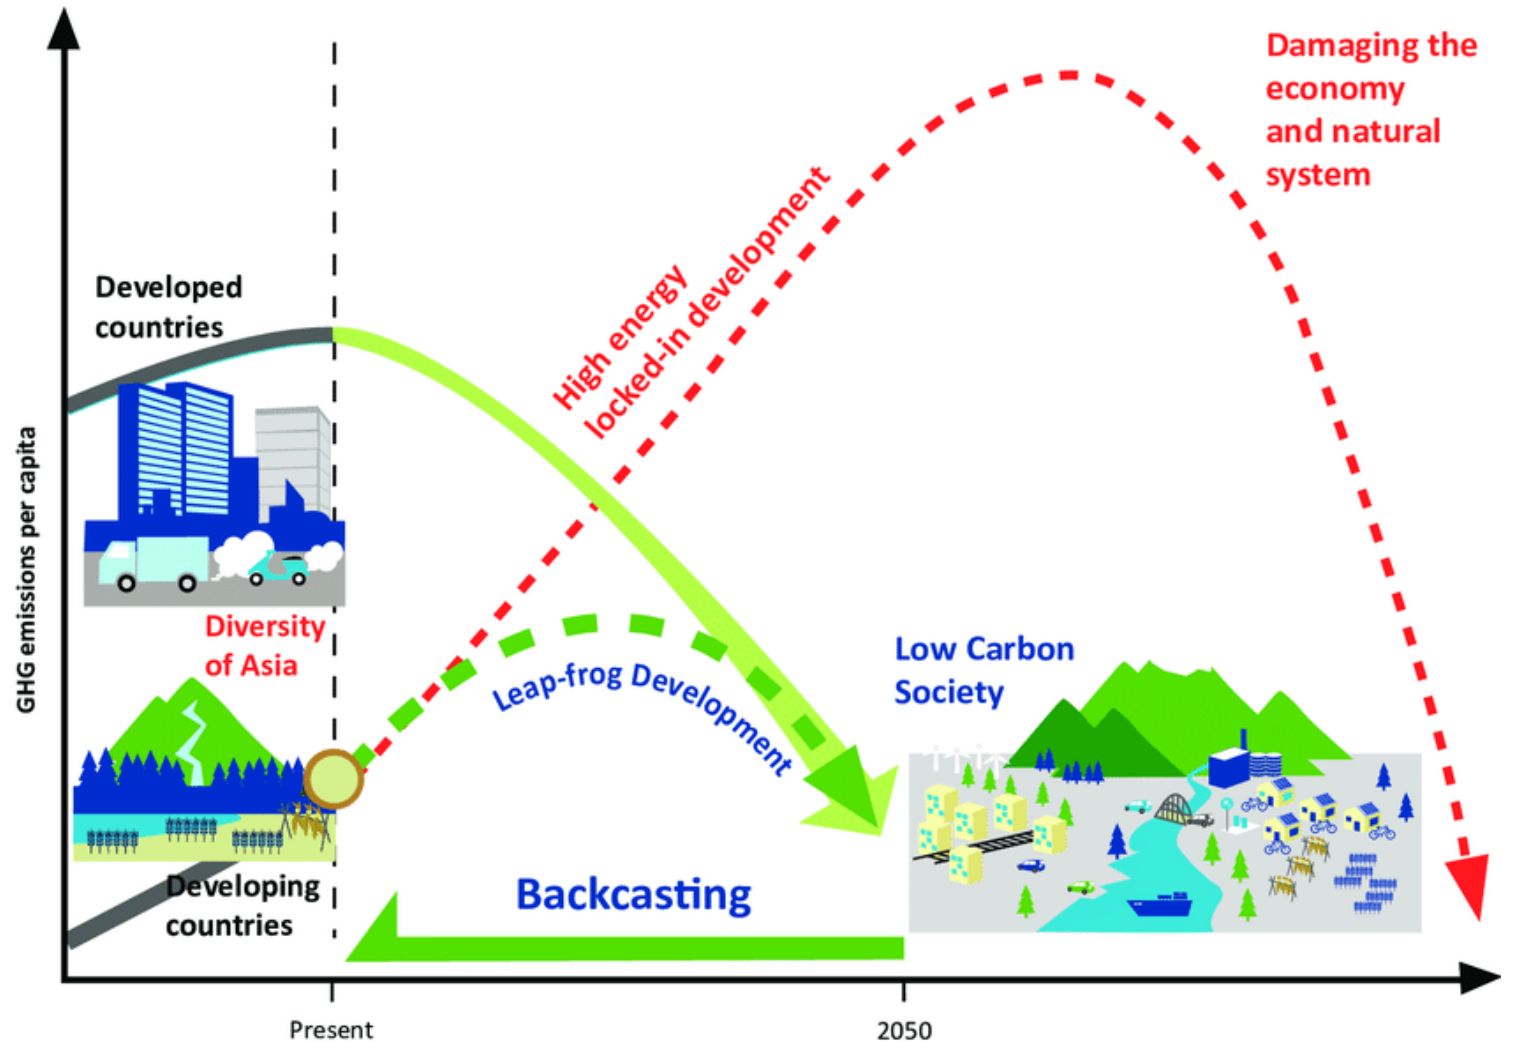 Damaging the
economy
and natural
system
High energy
locked-in development
Developed
countries
GHG emissions per capita
Diversity
of Asia
Leap-frog Development
Low Carbon
Society
Developing
countries
Backcasting
Present
2050